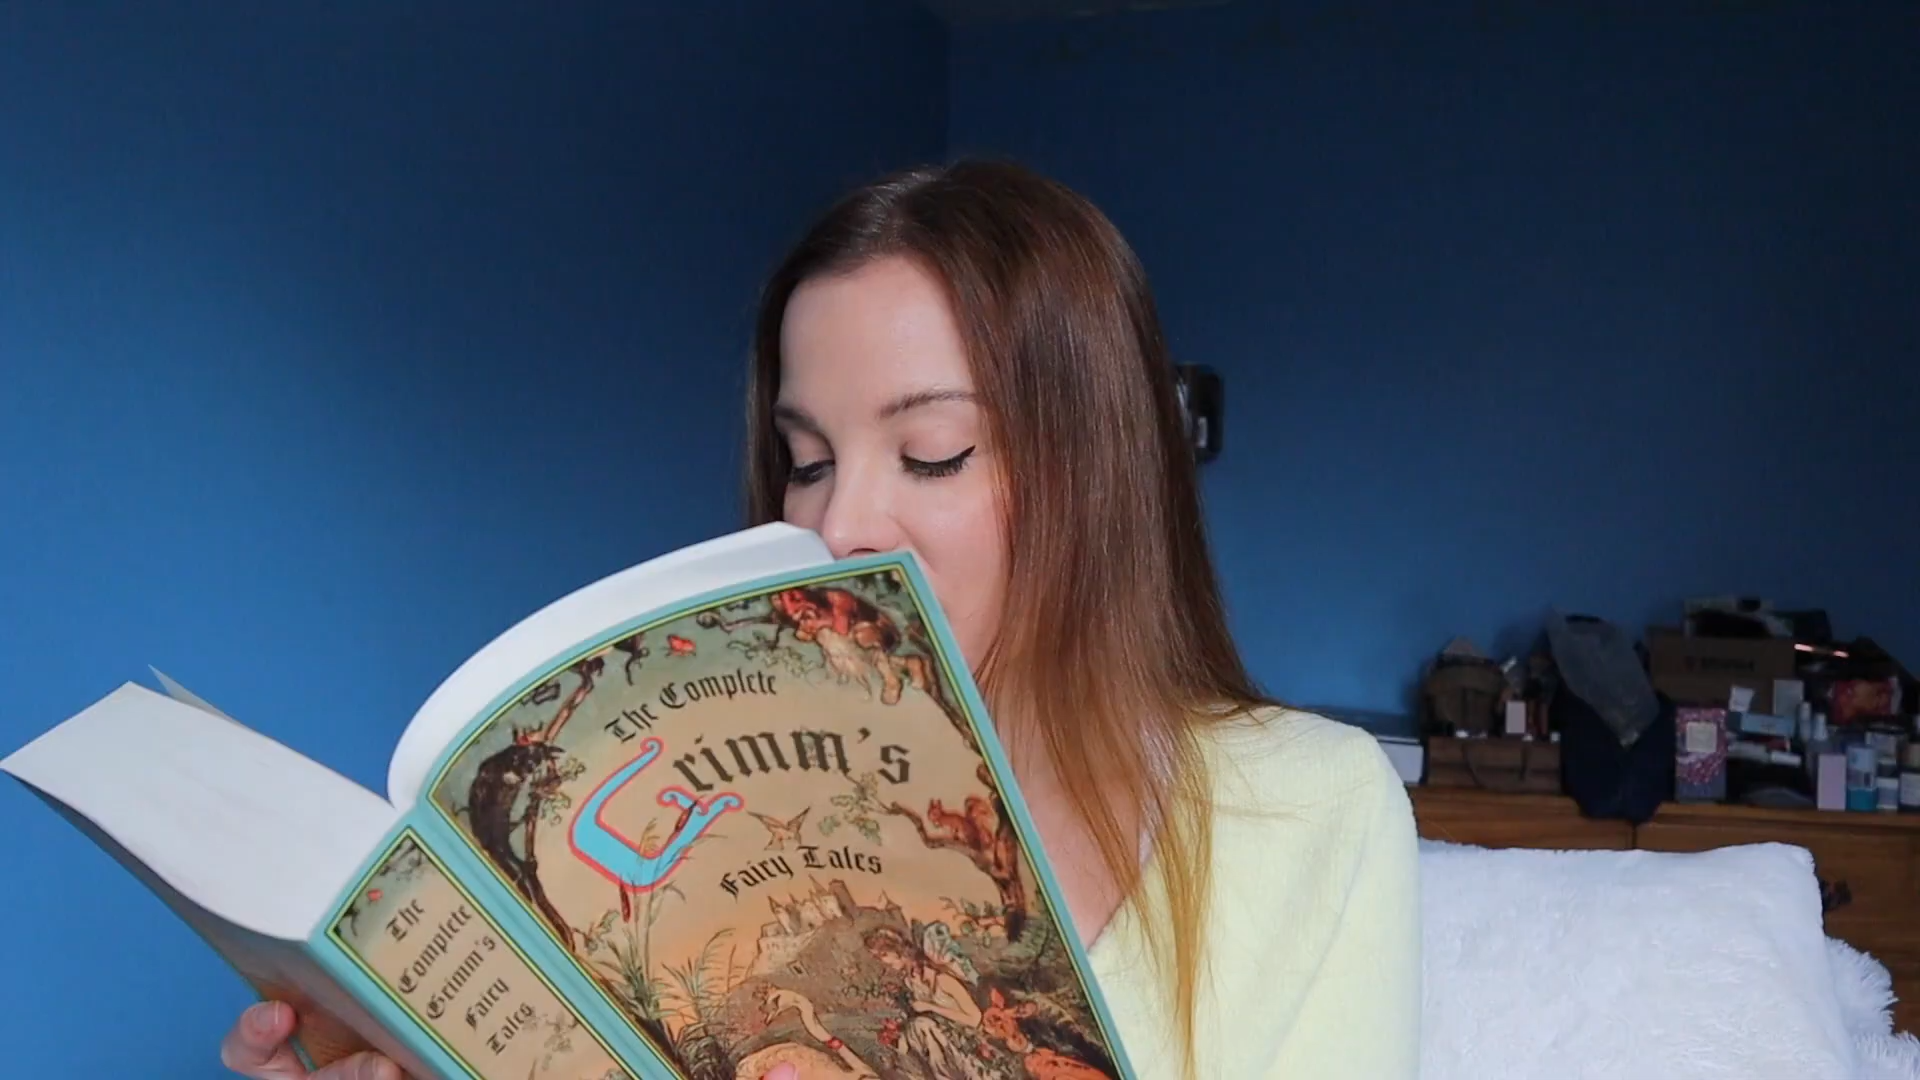 The Complete
Grimm's
Fairy Tales
The
Complete
Grimm's
Fairy
Tales